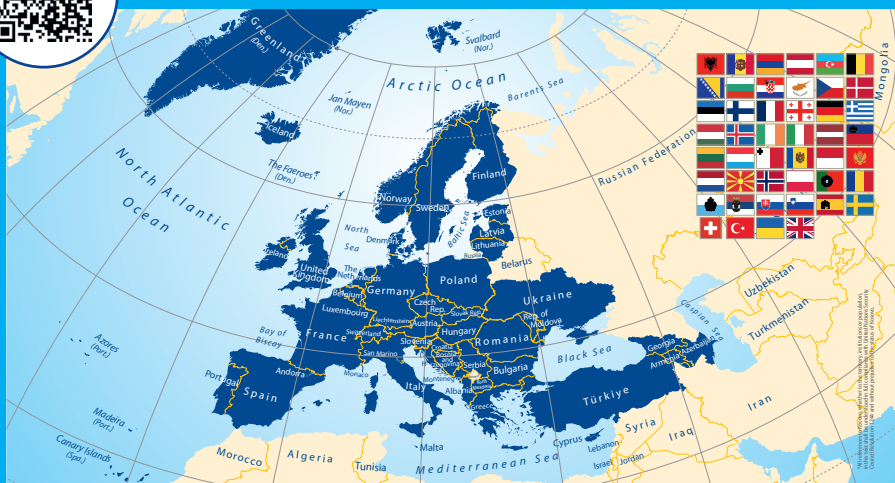 Greenland
(Den.)
Svalbard
(Nor.)
Arctic Ocean
Barents Sea
Jan Mayen
(Nor.)
Iceland
The Faeroes
(Den.)
North Atlantic
Ocean
Russian Federation
Mongolia
Norway
Sweden
Finland
North
Sea
Denmark
Baltic Sea
Estonia
Latvia
Lithuania
Russia
Belarus
Ireland
United
Kingdom
The
Netherlands
Belgium
Germany
Poland
Luxembourg
Czech
Rep.
Slovak Rep.
Ukraine
Liechtenstein
Austria
Hungary
Rep. of
Moldova
Bay of
Biscay
France
Switzerland
Slovenia
Croatia
Romania
San Marino
Bosnia
and
Herzegovina
Serbia
Black Sea
Monaco
Italy
Montenegro
Bulgaria
Albania
Georgia
Armenia
Azerbaijan
Caspian Sea
Uzbekistan
Turkmenistan
Azores
(Port.)
Portugal
Spain
Andorra
Greece
Türkiye
Madeira
(Port.)
Canary Islands
(Spa.)
Morocco
Algeria
Tunisia
Malta
Mediterranean Sea
Cyprus
Lebanon
Israel
Jordan
Syria
Iraq
Iran